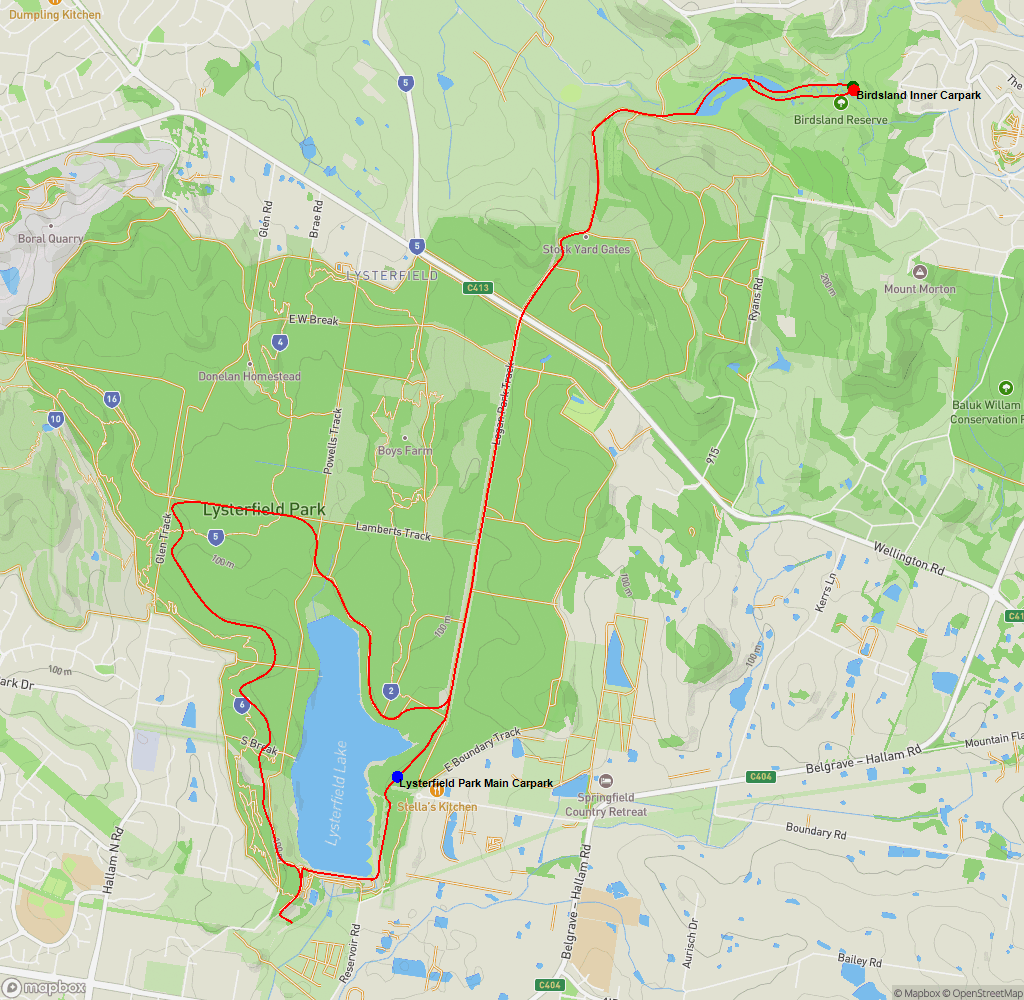 Dumpling Kitchen
5
The
Birdsland Inner Carpark
Birdsland Reserve
Glen Rd
Brae Rd
Boral Quarry
5
Stock Yard Gates
LYSTERFIELD
C413
200 m
Mount Morton
Ryans Rd
E W Break
4
Donelan Homestead
Logan Park Track
16
10
Baluk Willam
Conservation
Powells Track
Boys Farm
915
Lysterfield Park
Glen Track
5
Lamberts Track
100 m
Wellington Rd
Kerrs Ln
100 m
100 m
C41
100 m
100 m
ark Dr
2
6
S Break
E Boundary Track
Mountain Fla
Belgrave – Hallam Rd
C404
Lysterfield Lake
Lysterfield Park Main Carpark
Stella's Kitchen
Springfield
Country Retreat
Boundary Rd
100
Hallam N Rd
Belgrave – Hallam Rd
Reservoir Rd
Aurisch Dr
Bailey Rd
C404
mapbox
© Mapbox © OpenStreetMap